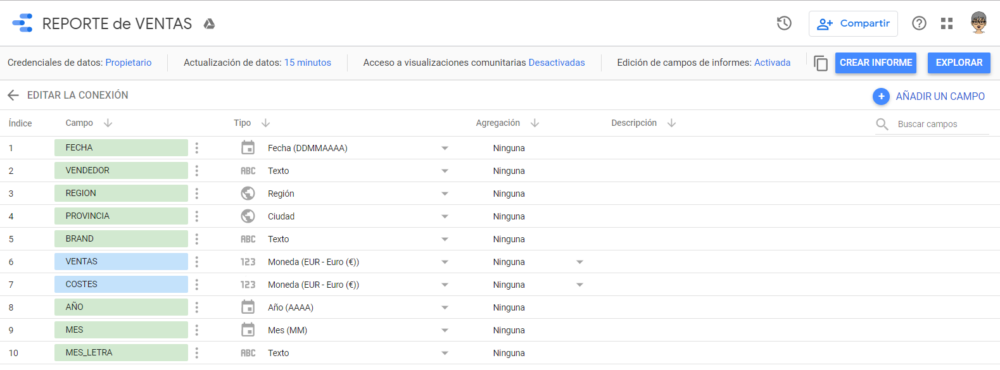 REPORTE de VENTAS Compartir
Credenciales de datos: Propietario Actualización de datos: 15 minutos Acceso a visualizaciones comunitarias Desactivadas Edición de campos de informes: Activada CREAR INFORME EXPLORAR
EDITAR LA CONEXIÓN AÑADIR UN CAMPO
Índice Campo Tipo Agregación Descripción Buscar campos
1 FECHA Fecha (DDMMAAAA) Ninguna
2 VENDEDOR ABC Texto Ninguna
3 REGION Región Ninguna
4 PROVINCIA Ciudad Ninguna
5 BRAND ABC Texto Ninguna
6 VENTAS 123 Moneda (EUR - Euro (€)) Ninguna
7 COSTES 123 Moneda (EUR - Euro (€)) Ninguna
8 AÑO Año (AAAA) Ninguna
9 MES Mes (MM) Ninguna
10 MES_LETRA ABC Texto Ninguna